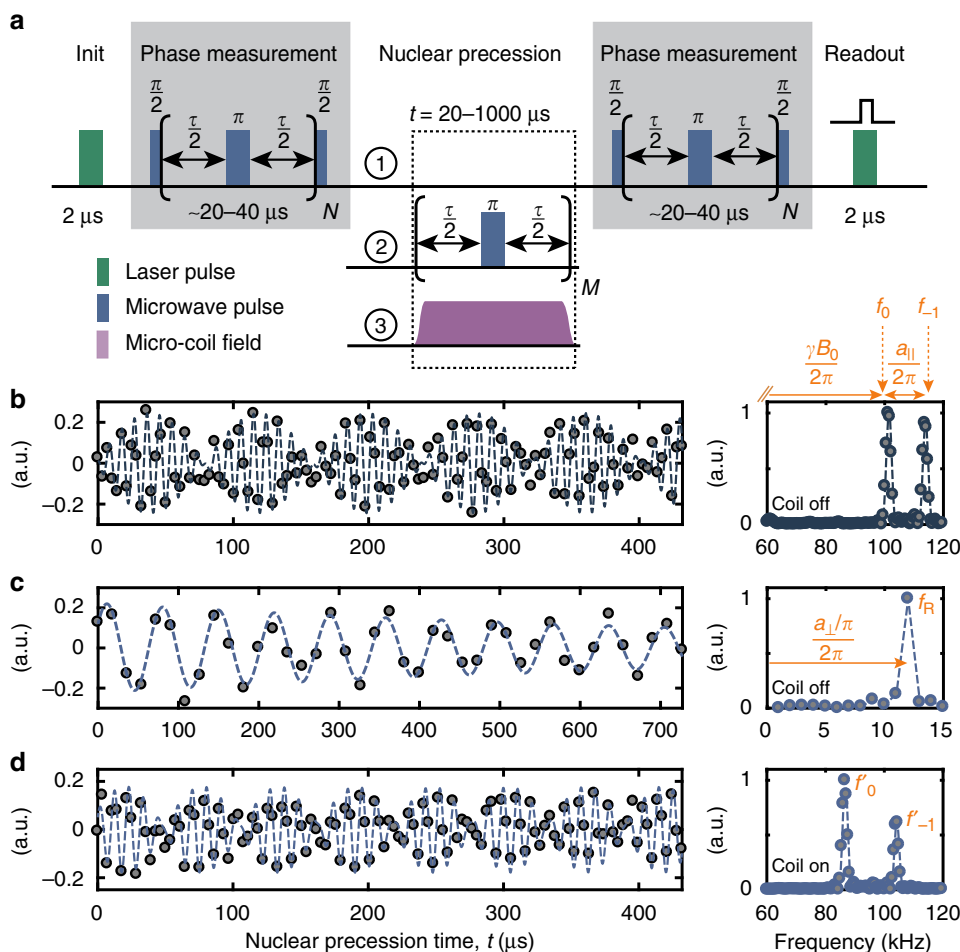 a
Init
Phase measurement
Nuclear precession
Phase measurement
Readout
π/2
τ/2
π
τ/2
π/2
t = 20–1000 μs
π/2
τ/2
π
τ/2
π/2
1
2 μs
~20–40 μs
N
~20–40 μs
N
2 μs
τ/2
π
τ/2
2
M
3
Laser pulse
Microwave pulse
Micro-coil field
f0
f–1
γB0/2π
a||/2π
b
(a.u.)
0.2
0
−0.2
0
100
200
300
400
(a.u.)
1
0
Coil off
60
80
100
120
c
(a.u.)
0.2
0
−0.2
0
100
200
300
400
500
600
700
(a.u.)
1
0
fR
a⊥/π
2π
Coil off
0
5
10
15
d
(a.u.)
0.2
0
−0.2
0
100
200
300
400
Nuclear precession time, t (μs)
(a.u.)
1
0
f′0
f′–1
Coil on
60
80
100
120
Frequency (kHz)